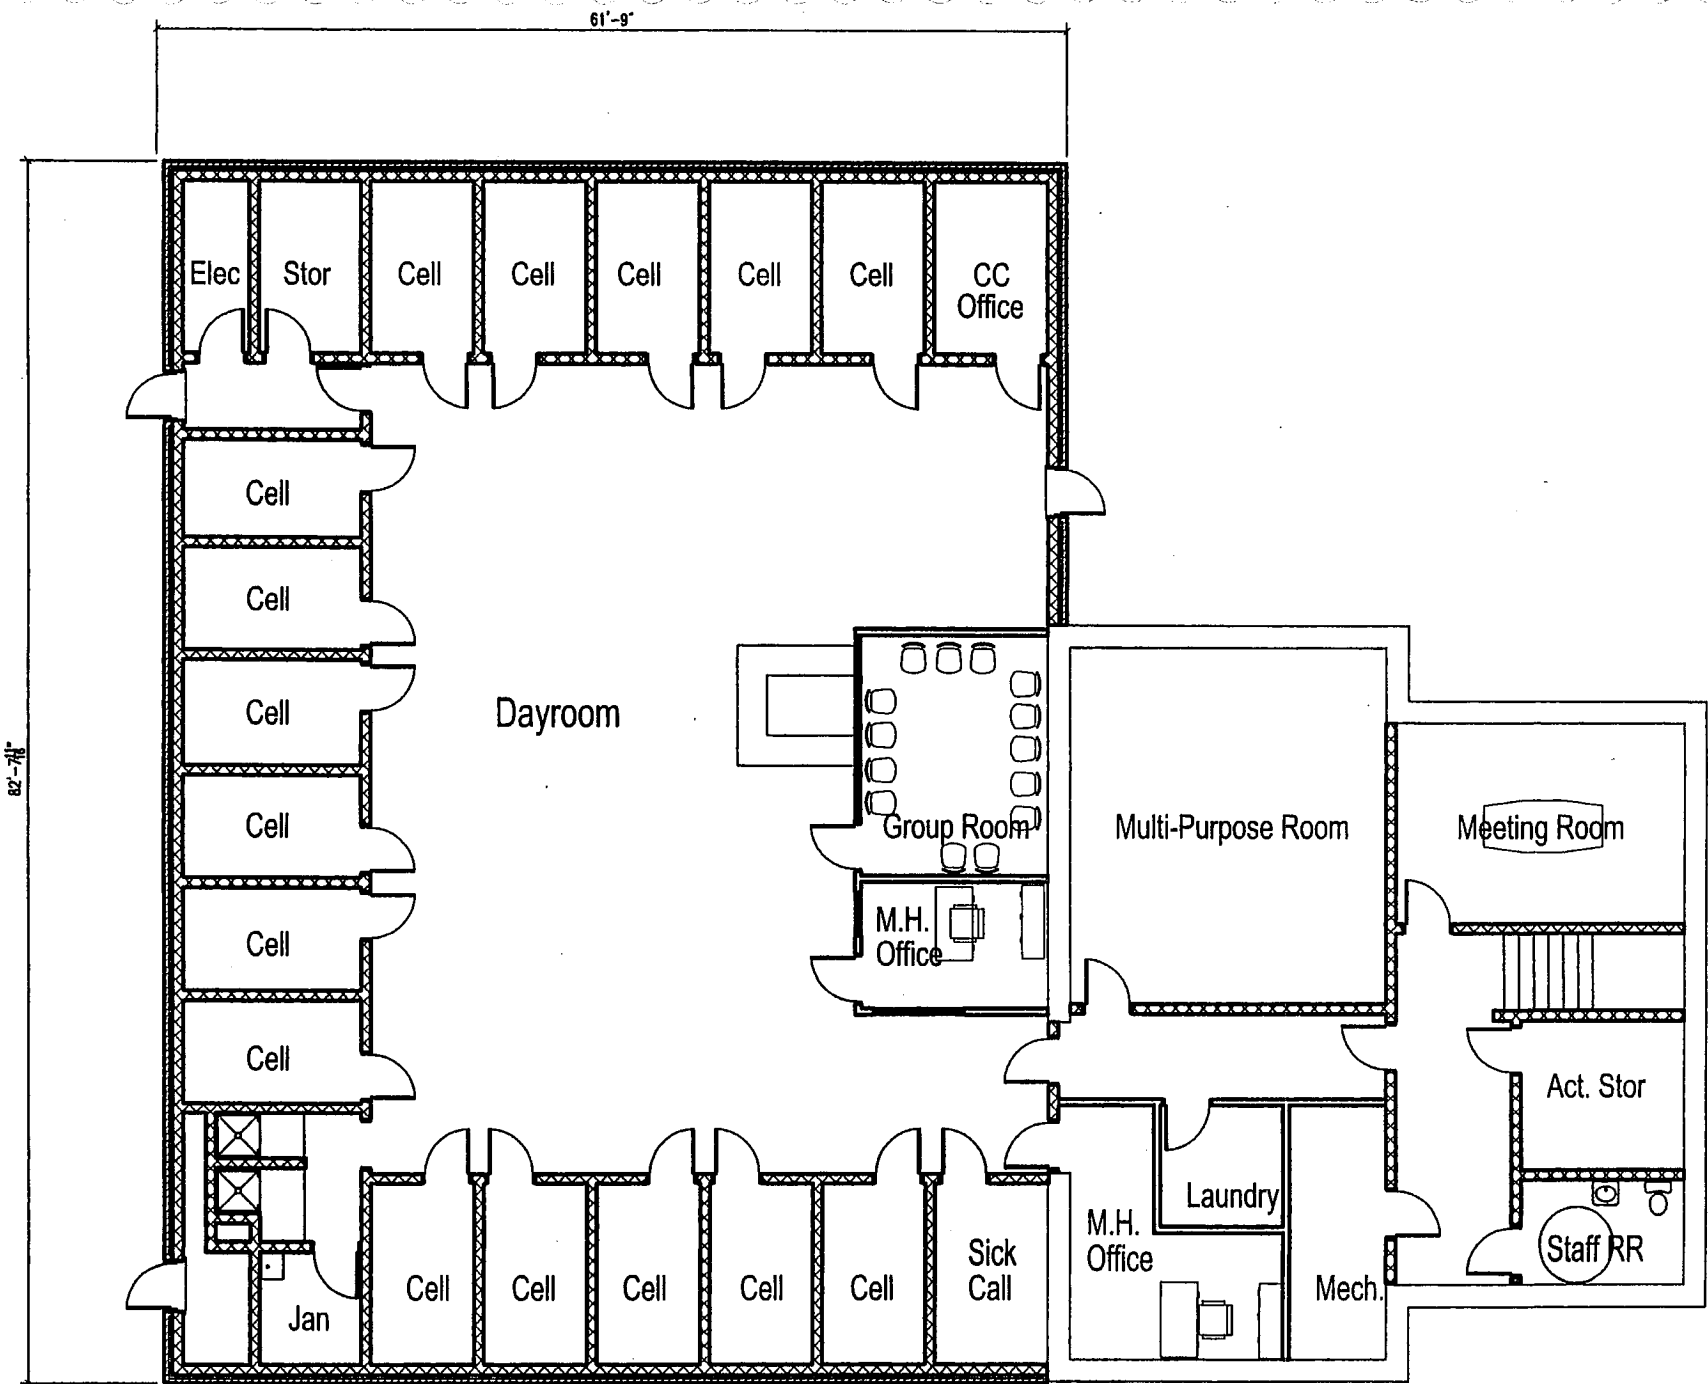 61'-9"
Elec
Stor
Cell
Cell
Cell
Cell
Cell
CC
Office
Cell
Cell
Cell
Cell
Cell
Cell
Dayroom
Group Room
M.H.
Office
Multi-Purpose Room
Meeting Room
Act. Stor
Staff RR
Laundry
M.H.
Office
Mech.
Jan
Cell
Cell
Cell
Cell
Cell
Sick
Call